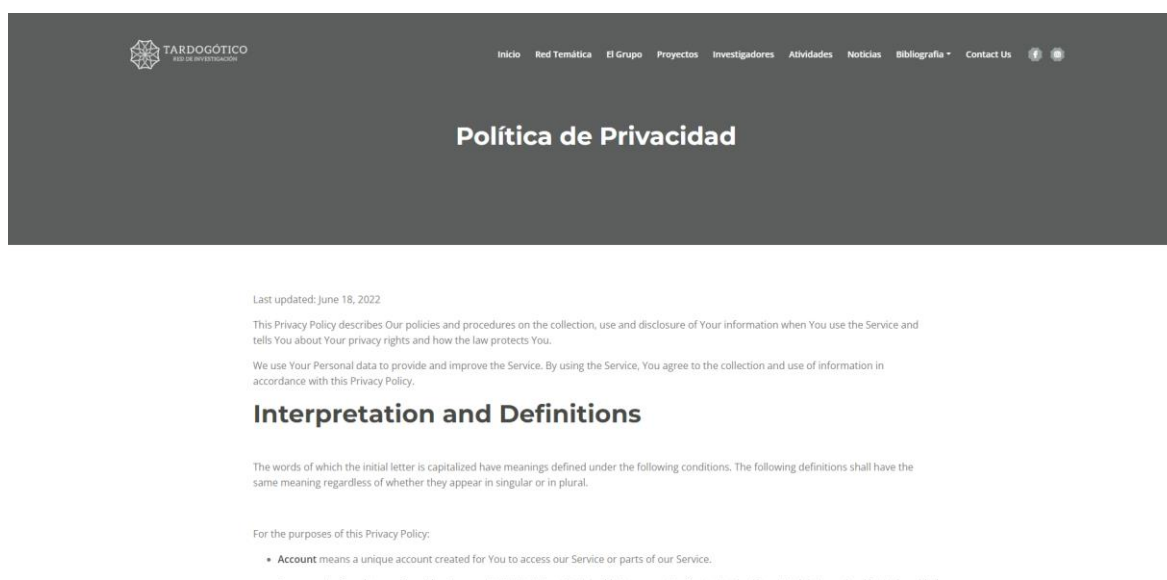 TARDOGÓTICO
RED DE INVESTIGACIÓN
Inicio Red Temática El Grupo Proyectos Investigadores Atividades Noticias Bibliografia Contact Us
Política de Privacidad
Last updated: June 18, 2022
This Privacy Policy describes Our policies and procedures on the collection, use and disclosure of Your information when You use the Service and
tells You about Your privacy rights and how the law protects You.
We use Your Personal data to provide and improve the Service. By using the Service, You agree to the collection and use of information in
accordance with this Privacy Policy.
Interpretation and Definitions
The words of which the initial letter is capitalized have meanings defined under the following conditions. The following definitions shall have the
same meaning regardless of whether they appear in singular or in plural.
For the purposes of this Privacy Policy:
• Account means a unique account created for You to access our Service or parts of our Service.